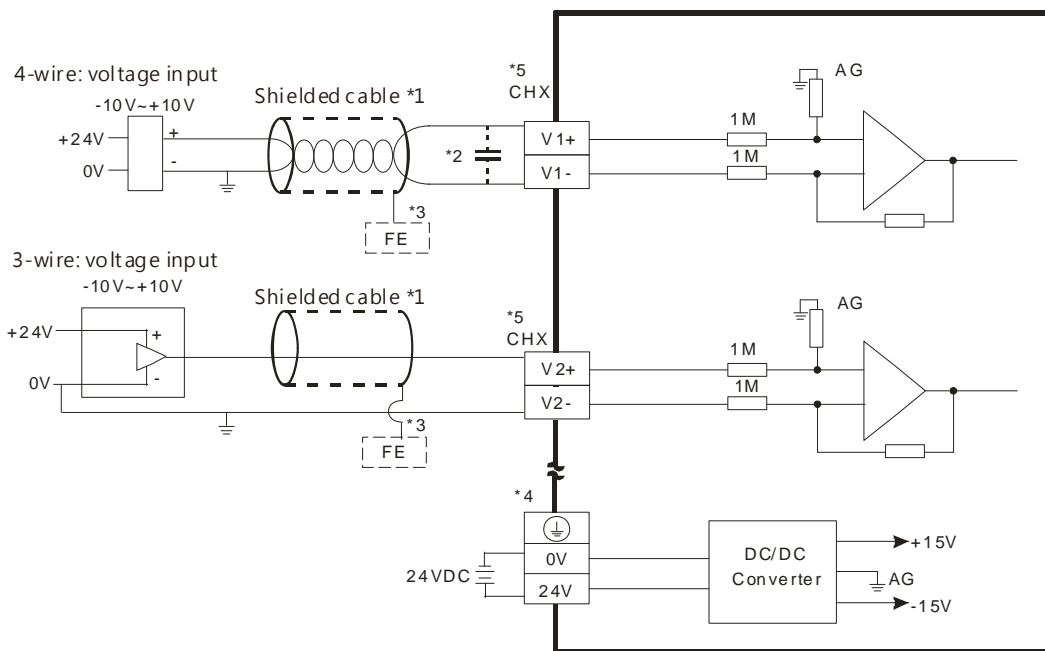 4-wire: voltage input
-10V~+10V
+24V
0V
+
-
Shielded cable *1
*2
*3
FE
*5
CHX
V1+
V1-
1M
1M
AG
3-wire: voltage input
-10V~+10V
+24V
0V
+
-
Shielded cable *1
*3
FE
*5
CHX
V2+
V2-
1M
1M
AG
*4
24VDC
0V
24V
DC/DC
Converter
+15V
AG
-15V